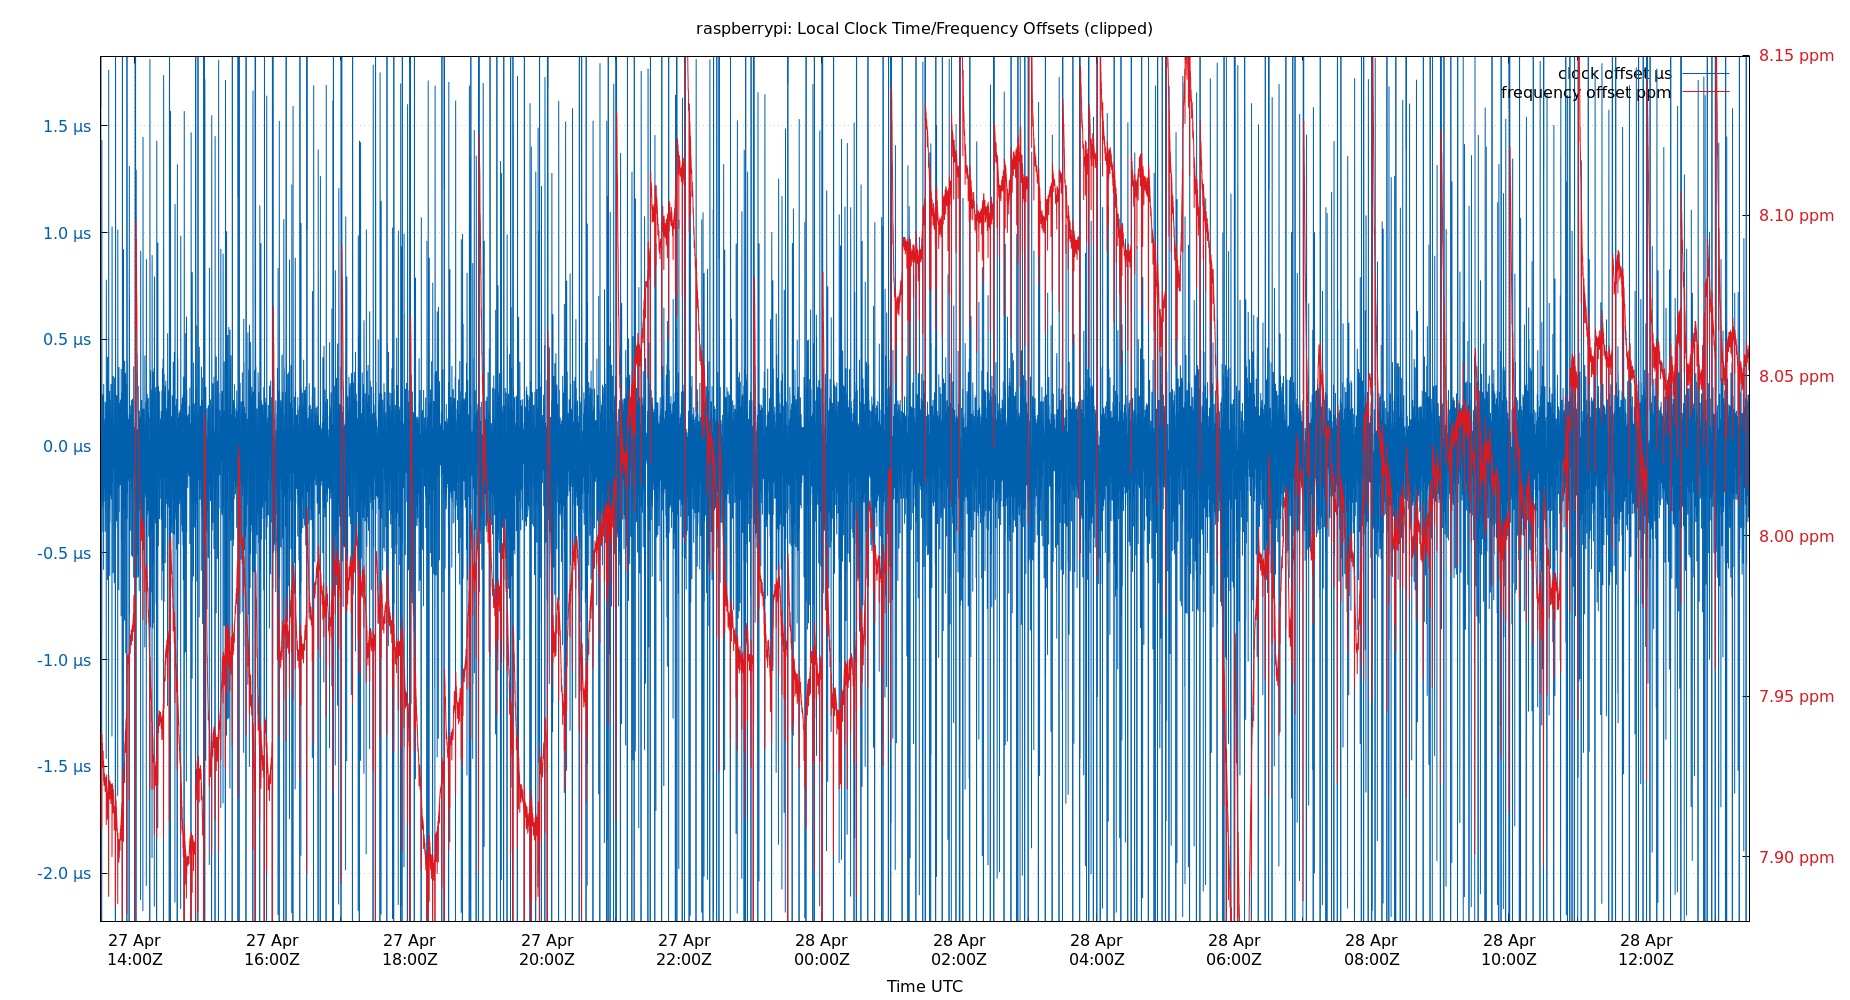 raspberrypi: Local Clock Time/Frequency Offsets (clipped)
clock offset µs
frequency offset ppm
1.5 µs
1.0 µs
0.5 µs
0.0 µs
-0.5 µs
-1.0 µs
-1.5 µs
-2.0 µs
8.15 ppm
8.10 ppm
8.05 ppm
8.00 ppm
7.95 ppm
7.90 ppm
27 Apr
14:00Z
27 Apr
16:00Z
27 Apr
18:00Z
27 Apr
20:00Z
27 Apr
22:00Z
28 Apr
00:00Z
28 Apr
02:00Z
28 Apr
04:00Z
28 Apr
06:00Z
28 Apr
08:00Z
28 Apr
10:00Z
28 Apr
12:00Z
Time UTC